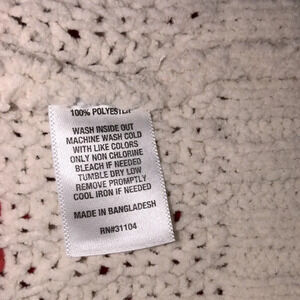 100% POLYESTER
WASH INSIDE OUT
MACHINE WASH COLD
WITH LIKE COLORS
ONLY NON CHLORINE
BLEACH IF NEEDED
TUMBLE DRY LOW
REMOVE PROMPTLY
COOL IRON IF NEEDED
MADE IN BANGLADESH
RN#31104